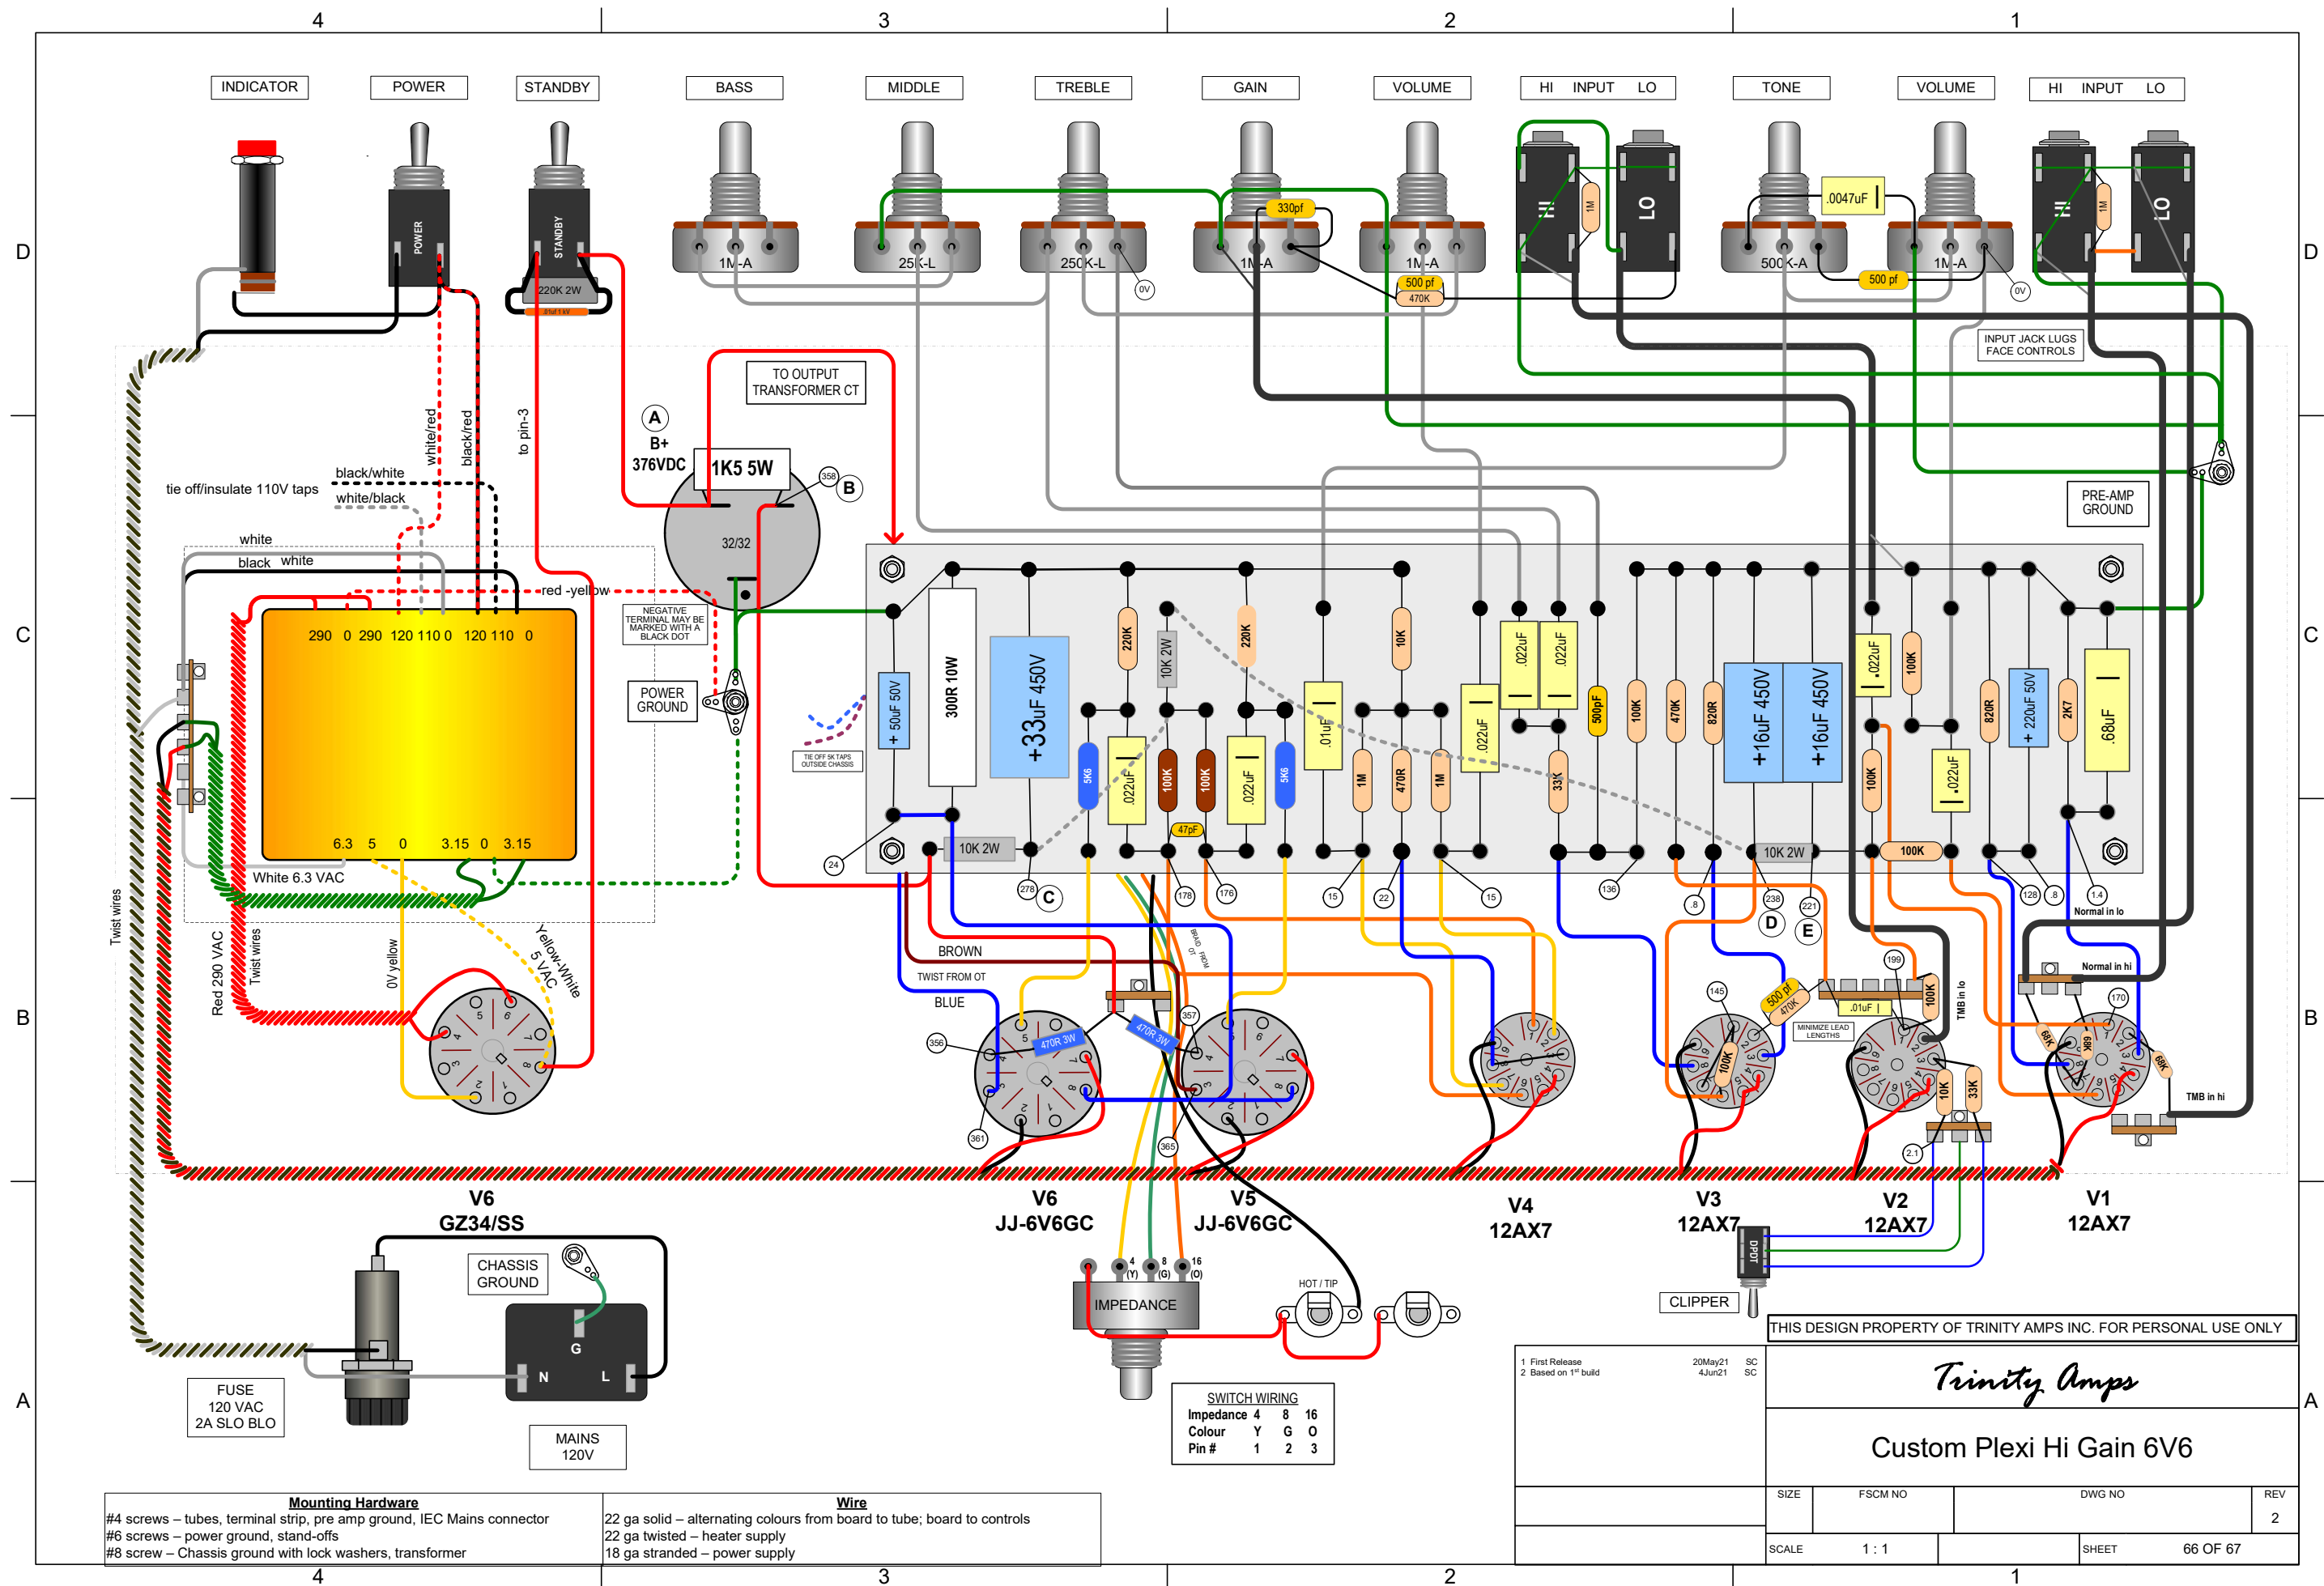 4
3
2
1
INDICATOR
POWER
STANDBY
BASS
MIDDLE
TREBLE
GAIN
VOLUME
HI INPUT LO
TONE
VOLUME
HI INPUT LO
D
D
POWER
STANDBY
220K 2W
.01uf 1 kV
1M-A
25K-L
250K-L
0V
330pf
1M-A
1M-A
500 pf
470K
HI
1M
LO
.0047uF
500K-A
500 pf
1M-A
0V
HI
1M
LO
INPUT JACK LUGS
FACE CONTROLS
TO OUTPUT
TRANSFORMER CT
A
B+
376VDC
1K5 5W
358
B
32/32
white/red
black/red
to pin-3
black/white
tie off/insulate 110V taps
white/black
white
black white
red -yellow
PRE-AMP
GROUND
C
C
290 0 290 120 110 0 120 110 0
NEGATIVE
TERMINAL MAY BE
MARKED WITH A
BLACK DOT
POWER
GROUND
TIE OFF 5K TAPS
OUTSIDE CHASSIS
6.3 5 0 3.15 0 3.15
White 6.3 VAC
+ 50uF 50V
300R 10W
+33uF 450V
220K
10K 2W
220K
5K6
.022uF
100K
100K
.022uF
5K6
47pF
.01uF
10K
1M
470R
1M
.022uF
.022uF
.022uF
33K
500pF
100K
470K
820R
+16uF 450V
+16uF 450V
.022uF
100K
100K
.022uF
820R
+ 220uF 50V
2K7
.68uF
10K 2W
10K 2W
100K
24
278
C
178
176
15
22
15
136
.8
238
D
221
E
128
.8
1.4
Normal in lo
Normal in hi
Twist wires
Red 290 VAC
Twist wires
0V yellow
Yellow-White
5 VAC
BROWN
TWIST FROM OT
BLUE
BRAID FROM
OT
B
B
356
361
470R 3W
470R 3W
357
365
145
100K
500 pf
470K
.01uF
MINIMIZE LEAD
LENGTHS
199
100K
TMB in lo
10K
33K
2.1
68K
68K
68K
170
TMB in hi
V6
GZ34/SS
V6
JJ-6V6GC
V5
JJ-6V6GC
V4
12AX7
V3
12AX7
V2
12AX7
V1
12AX7
CHASSIS
GROUND
G
N L
FUSE
120 VAC
2A SLO BLO
MAINS
120V
4
(Y)
8
(G)
16
(O)
IMPEDANCE
HOT / TIP
DPDT
CLIPPER
SWITCH WIRING
Impedance 4 8 16
Colour Y G O
Pin # 1 2 3
THIS DESIGN PROPERTY OF TRINITY AMPS INC. FOR PERSONAL USE ONLY
1 First Release 20May21 SC
2 Based on 1st build 4Jun21 SC
Trinity Amps
Custom Plexi Hi Gain 6V6
SIZE
FSCM NO
DWG NO
REV
2
SCALE 1 : 1
SHEET 66 OF 67
A
A
Mounting Hardware
#4 screws – tubes, terminal strip, pre amp ground, IEC Mains connector
#6 screws – power ground, stand-offs
#8 screw – Chassis ground with lock washers, transformer
Wire
22 ga solid – alternating colours from board to tube; board to controls
22 ga twisted – heater supply
18 ga stranded – power supply
4
3
2
1